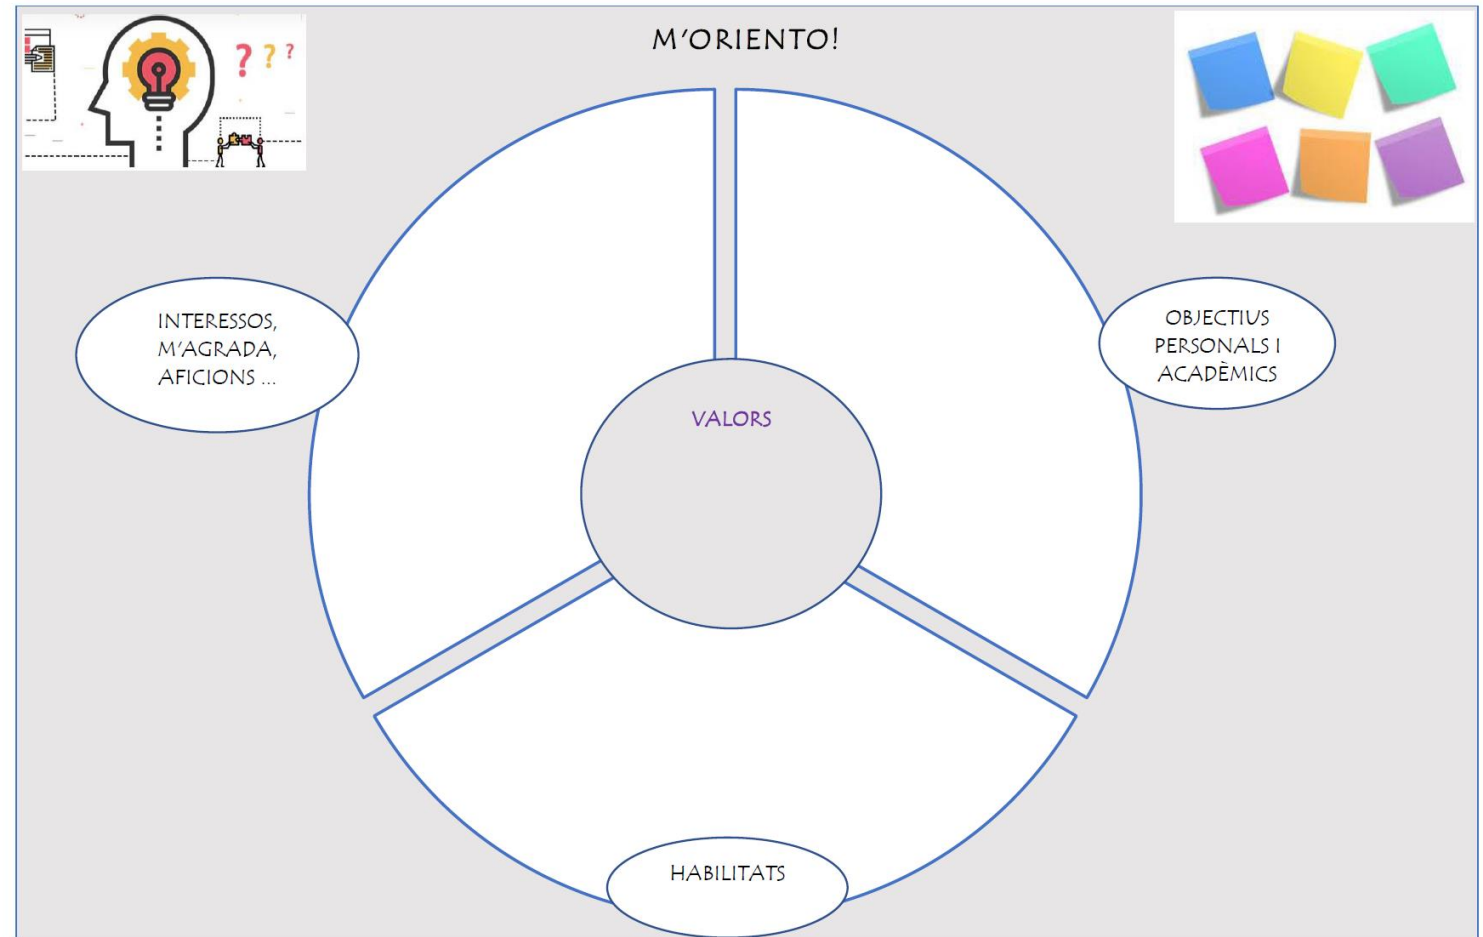 M'ORIENTO!
? ? ?
INTERESSOS,
M'AGRADA,
AFICIONS ...
OBJECTIUS
PERSONALS I
ACADÈMICS
VALORS
HABILITATS